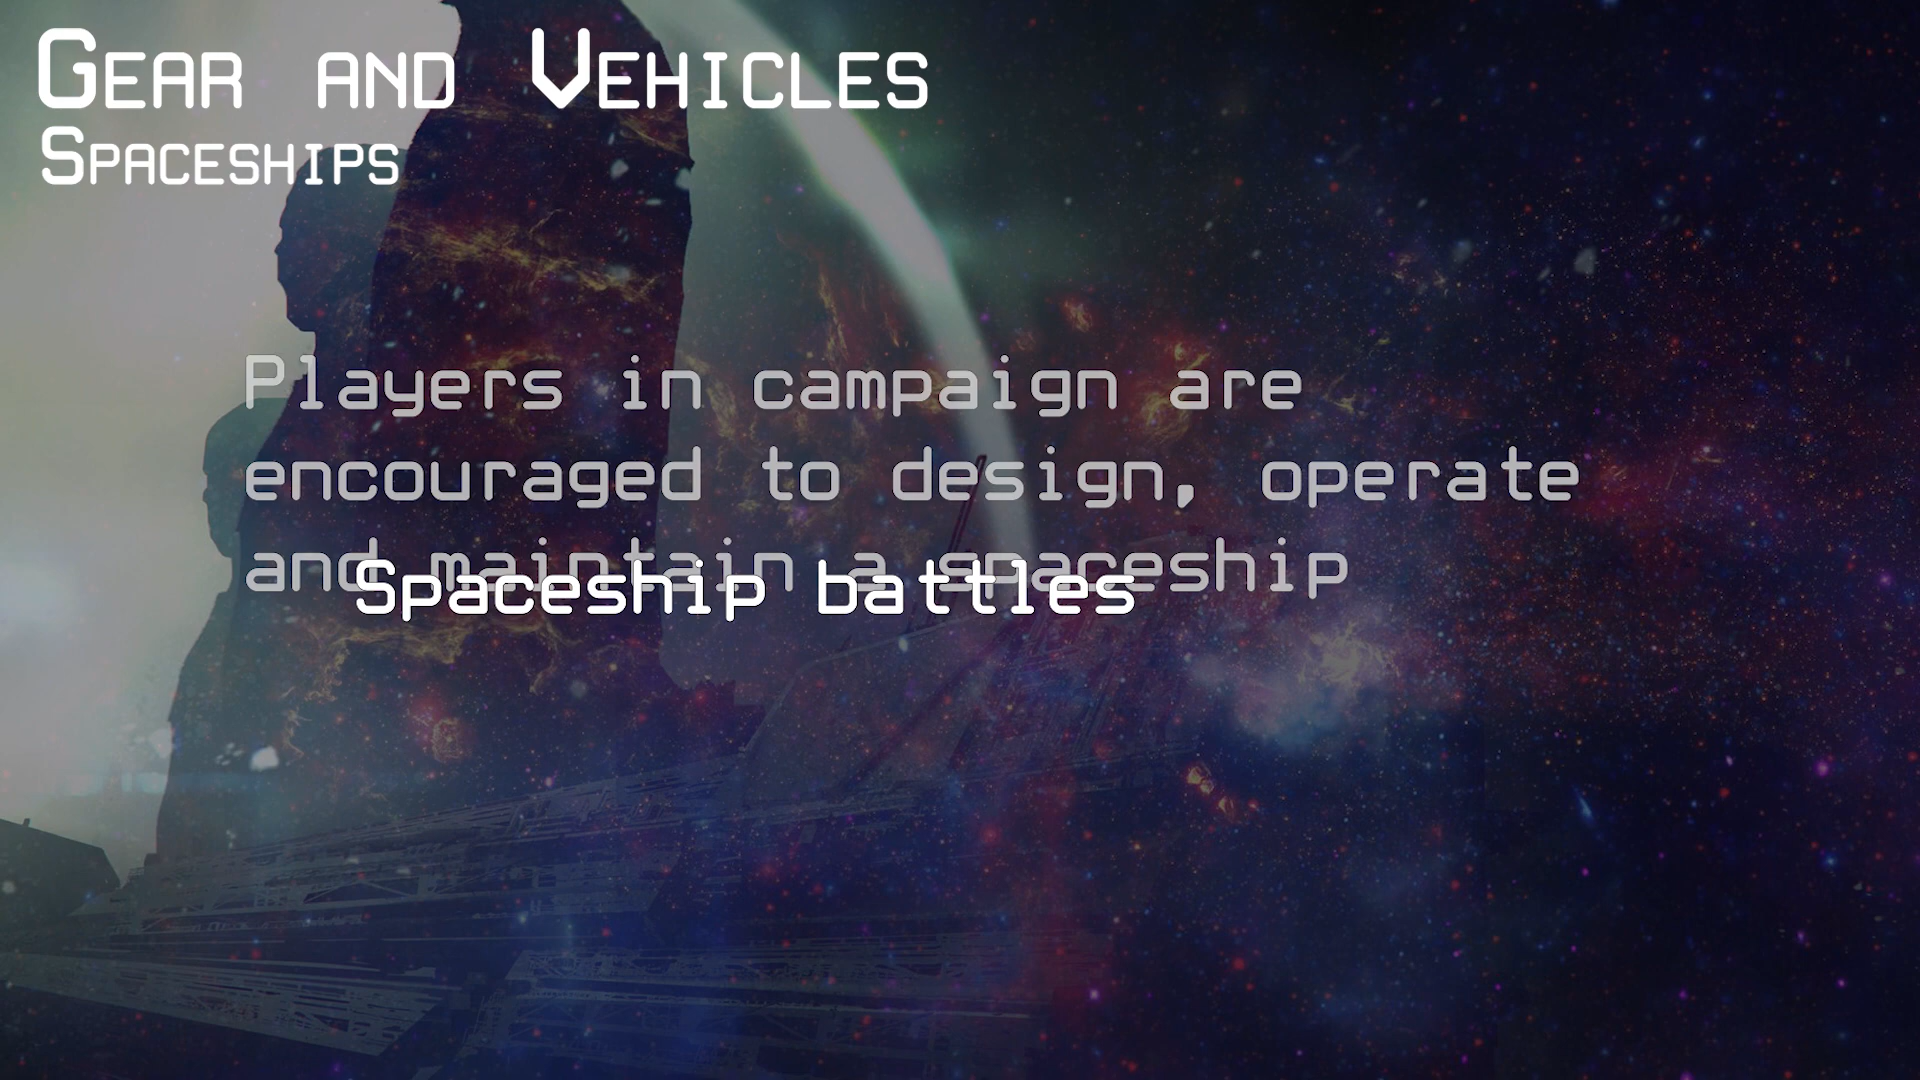 Gear and Vehicles
Spaceships
Players in campaign are
encouraged to design, operate
and maintain a spaceship
Spaceship battles